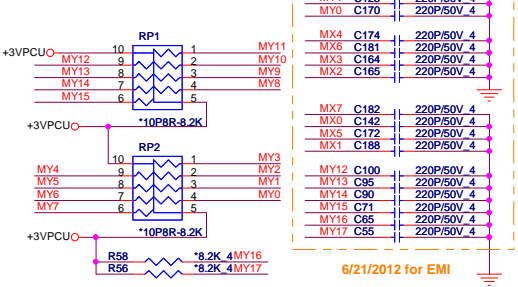 MY0 C170 220P/50V_4
RP1
MX4 C174 220P/50V_4
+3VPCU 10 1 MY11
MX6 C181 220P/50V_4
MY12 9 2 MY10
MX3 C164 220P/50V_4
MY13 8 3 MY9
MX2 C165 220P/50V_4
MY14 7 4 MY8
MY15 6 5
MX7 C182 220P/50V_4
+3VPCU *10P8R-8.2K
MX0 C142 220P/50V_4
MX5 C172 220P/50V_4
RP2
MX1 C188 220P/50V_4
10 1 MY3
MY4 9 2 MY2
MY12 C100 220P/50V_4
MY5 8 3 MY1
MY13 C95 220P/50V_4
MY6 7 4 MY0
MY14 C90 220P/50V_4
MY7 6 5
MY15 C71 220P/50V_4
MY16 C65 220P/50V_4
+3VPCU *10P8R-8.2K
MY17 C55 220P/50V_4
R58 *8.2K_4 MY16
R56 *8.2K_4 MY17
6/21/2012 for EMI